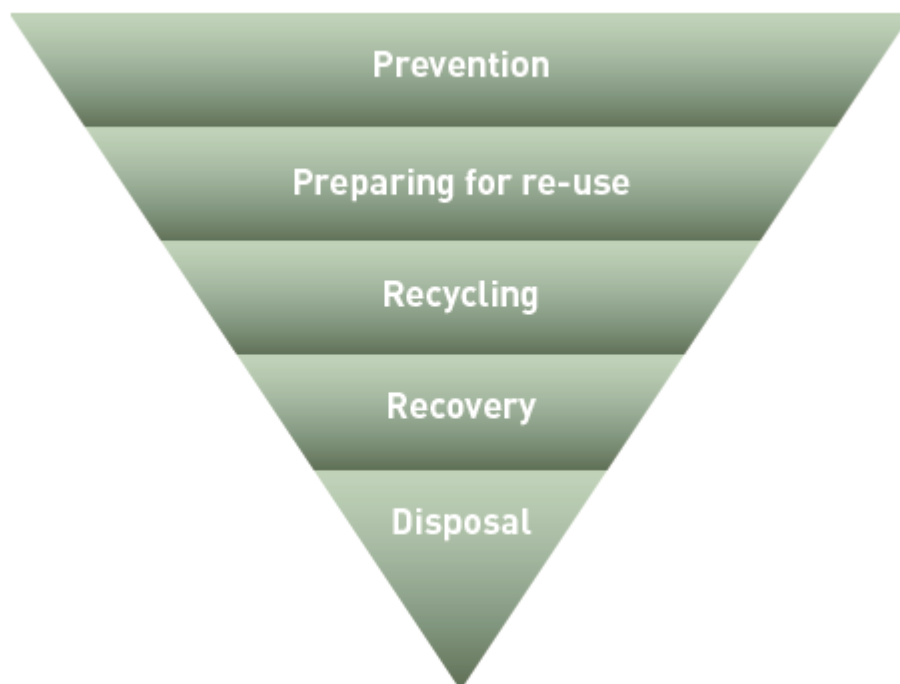 Prevention
Preparing for re-use
Recycling
Recovery
Disposal